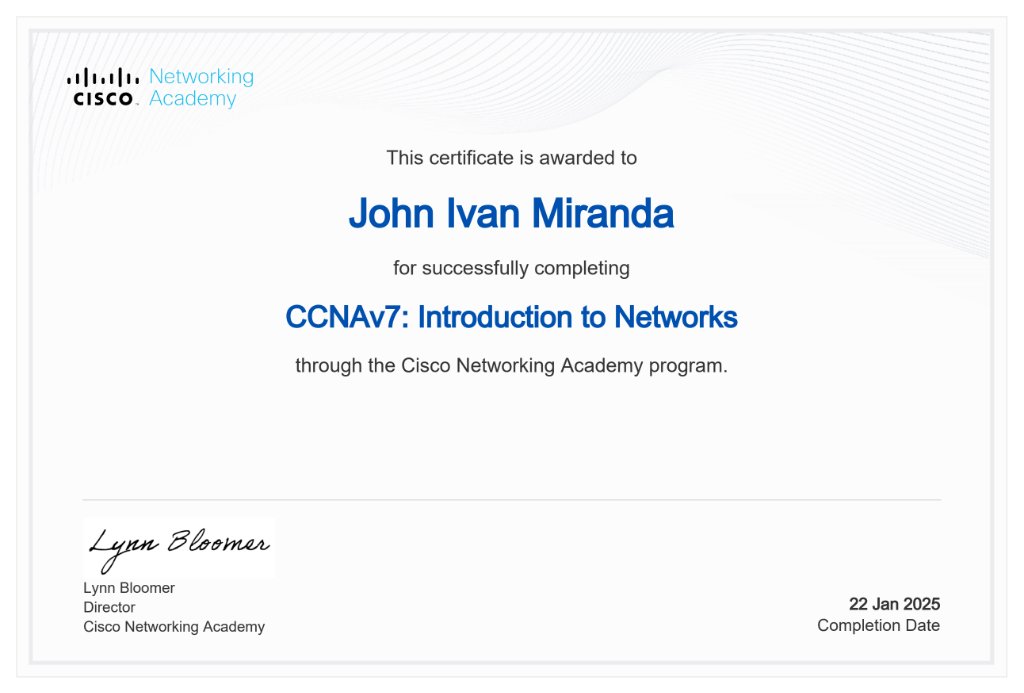 CISCO Networking Academy
This certificate is awarded to
John Ivan Miranda
for successfully completing
CCNAv7: Introduction to Networks
through the Cisco Networking Academy program.
Lynn Bloomer
Lynn Bloomer
Director
Cisco Networking Academy
22 Jan 2025
Completion Date